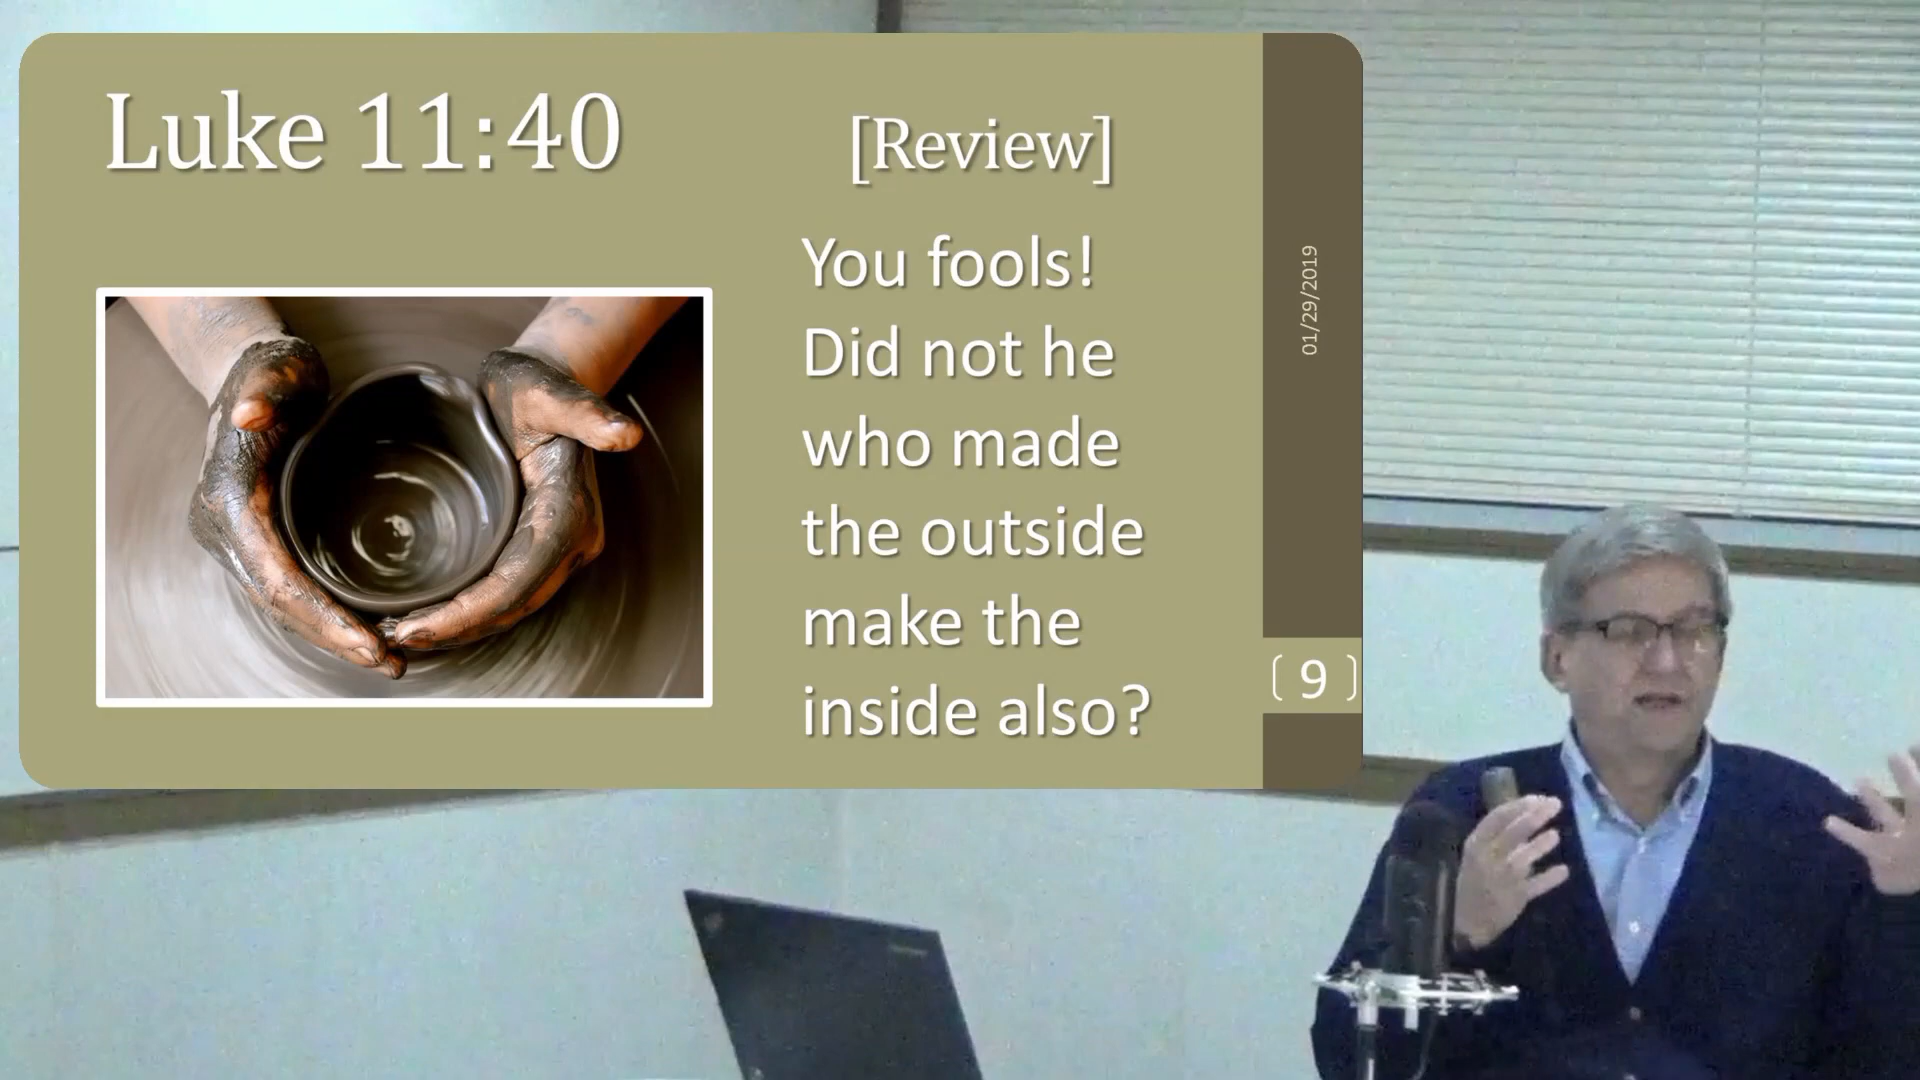 Luke 11:40
[Review]
You fools!
Did not he
who made
the outside
make the
inside also?
01/29/2019
9